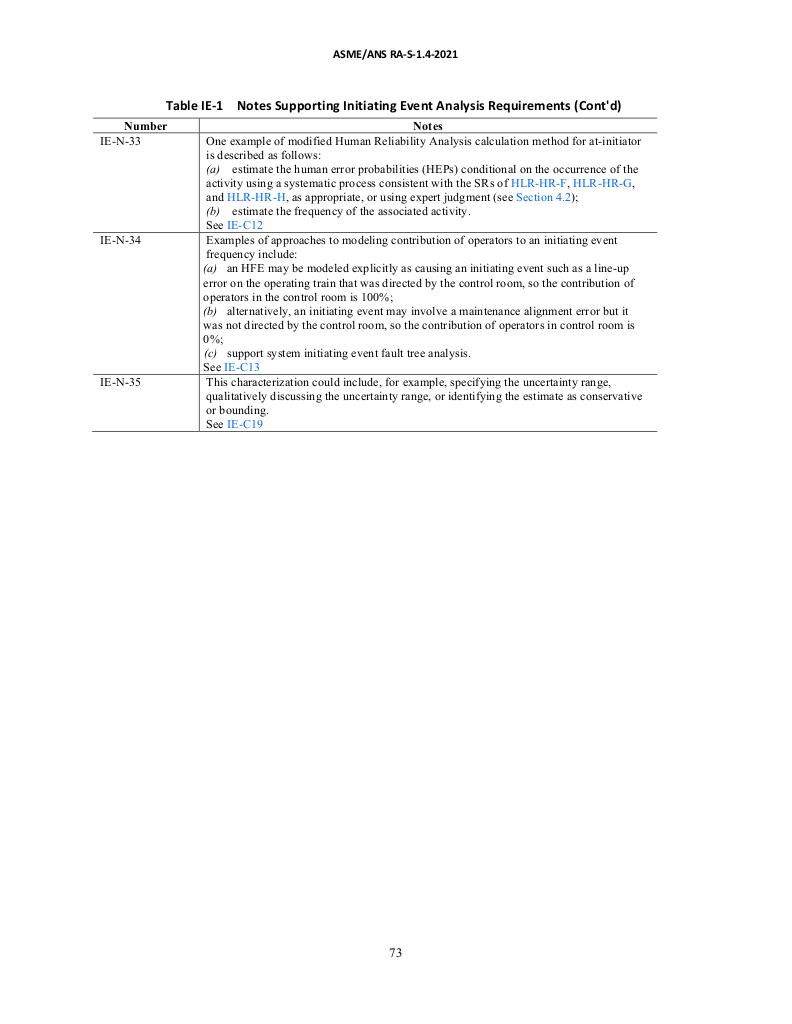 ASME/ANS RA-S-1.4-2021
Table IE-1 Notes Supporting Initiating Event Analysis Requirements (Cont'd)
Number Notes
IE-N-33 One example of modified Human Reliability Analysis calculation method for at-initiator
is described as follows:
(a) estimate the human error probabilities (HEPs) conditional on the occurrence of the
activity using a systematic process consistent with the SRs of HLR-HR-F, HLR-HR-G,
and HLR-HR-H, as appropriate, or using expert judgment (see Section 4.2);
(b) estimate the frequency of the associated activity.
See IE-C12
IE-N-34 Examples of approaches to modeling contribution of operators to an initiating event
frequency include:
(a) an HFE may be modeled explicitly as causing an initiating event such as a line-up
error on the operating train that was directed by the control room, so the contribution of
operators in the control room is 100%;
(b) alternatively, an initiating event may involve a maintenance alignment error but it
was not directed by the control room, so the contribution of operators in control room is
0%;
(c) support system initiating event fault tree analysis.
See IE-C13
IE-N-35 This characterization could include, for example, specifying the uncertainty range,
qualitatively discussing the uncertainty range, or identifying the estimate as conservative
or bounding.
See IE-C19
73